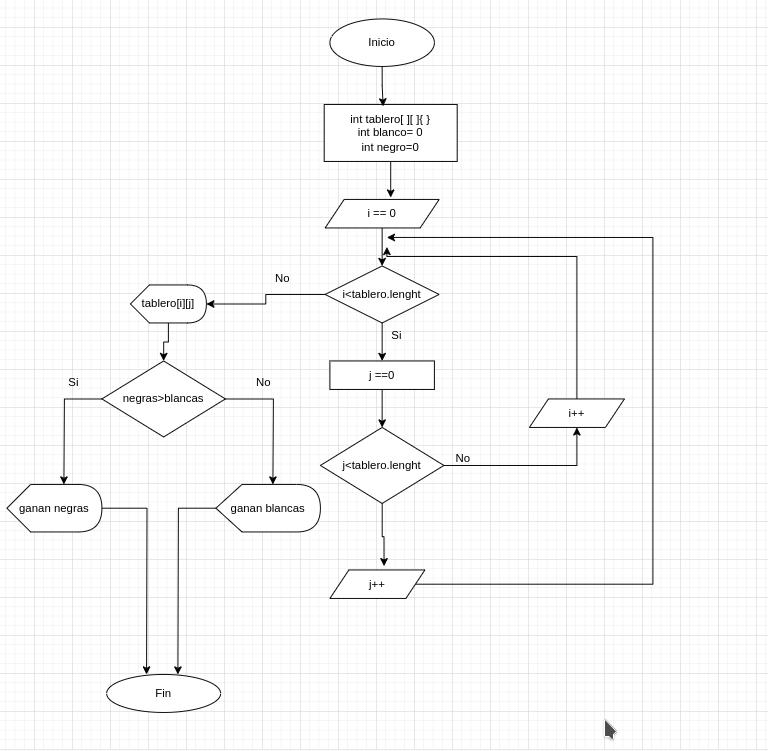 Inicio
int tablero[ ][ ]{ }
int blanco= 0
int negro=0
i == 0
No
i<tablero.lenght
tablero[i][j]
Si
j ==0
Si
negras>blancas
No
i++
j<tablero.lenght
No
ganan negras
ganan blancas
j++
Fin